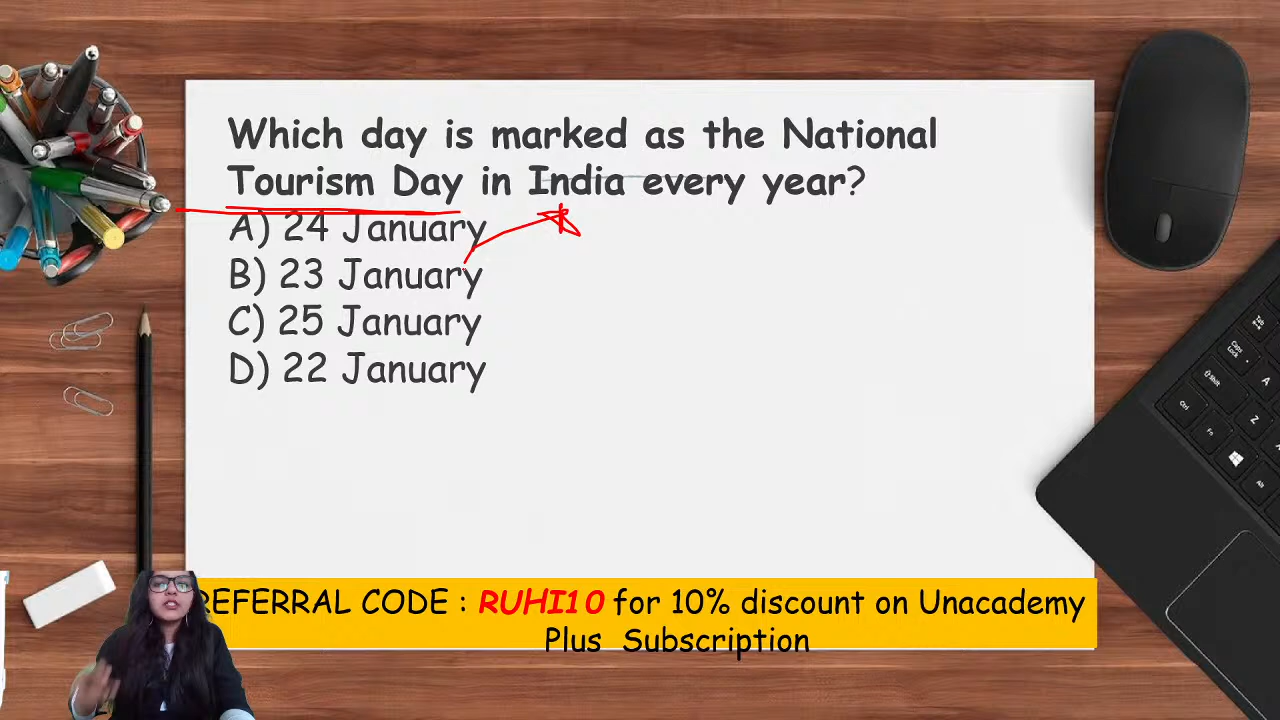 Which day is marked as the National
Tourism Day in India every year?
A) 24 January
B) 23 January
C) 25 January
D) 22 January
REFERRAL CODE : RUHI10 for 10% discount on Unacademy
Plus Subscription